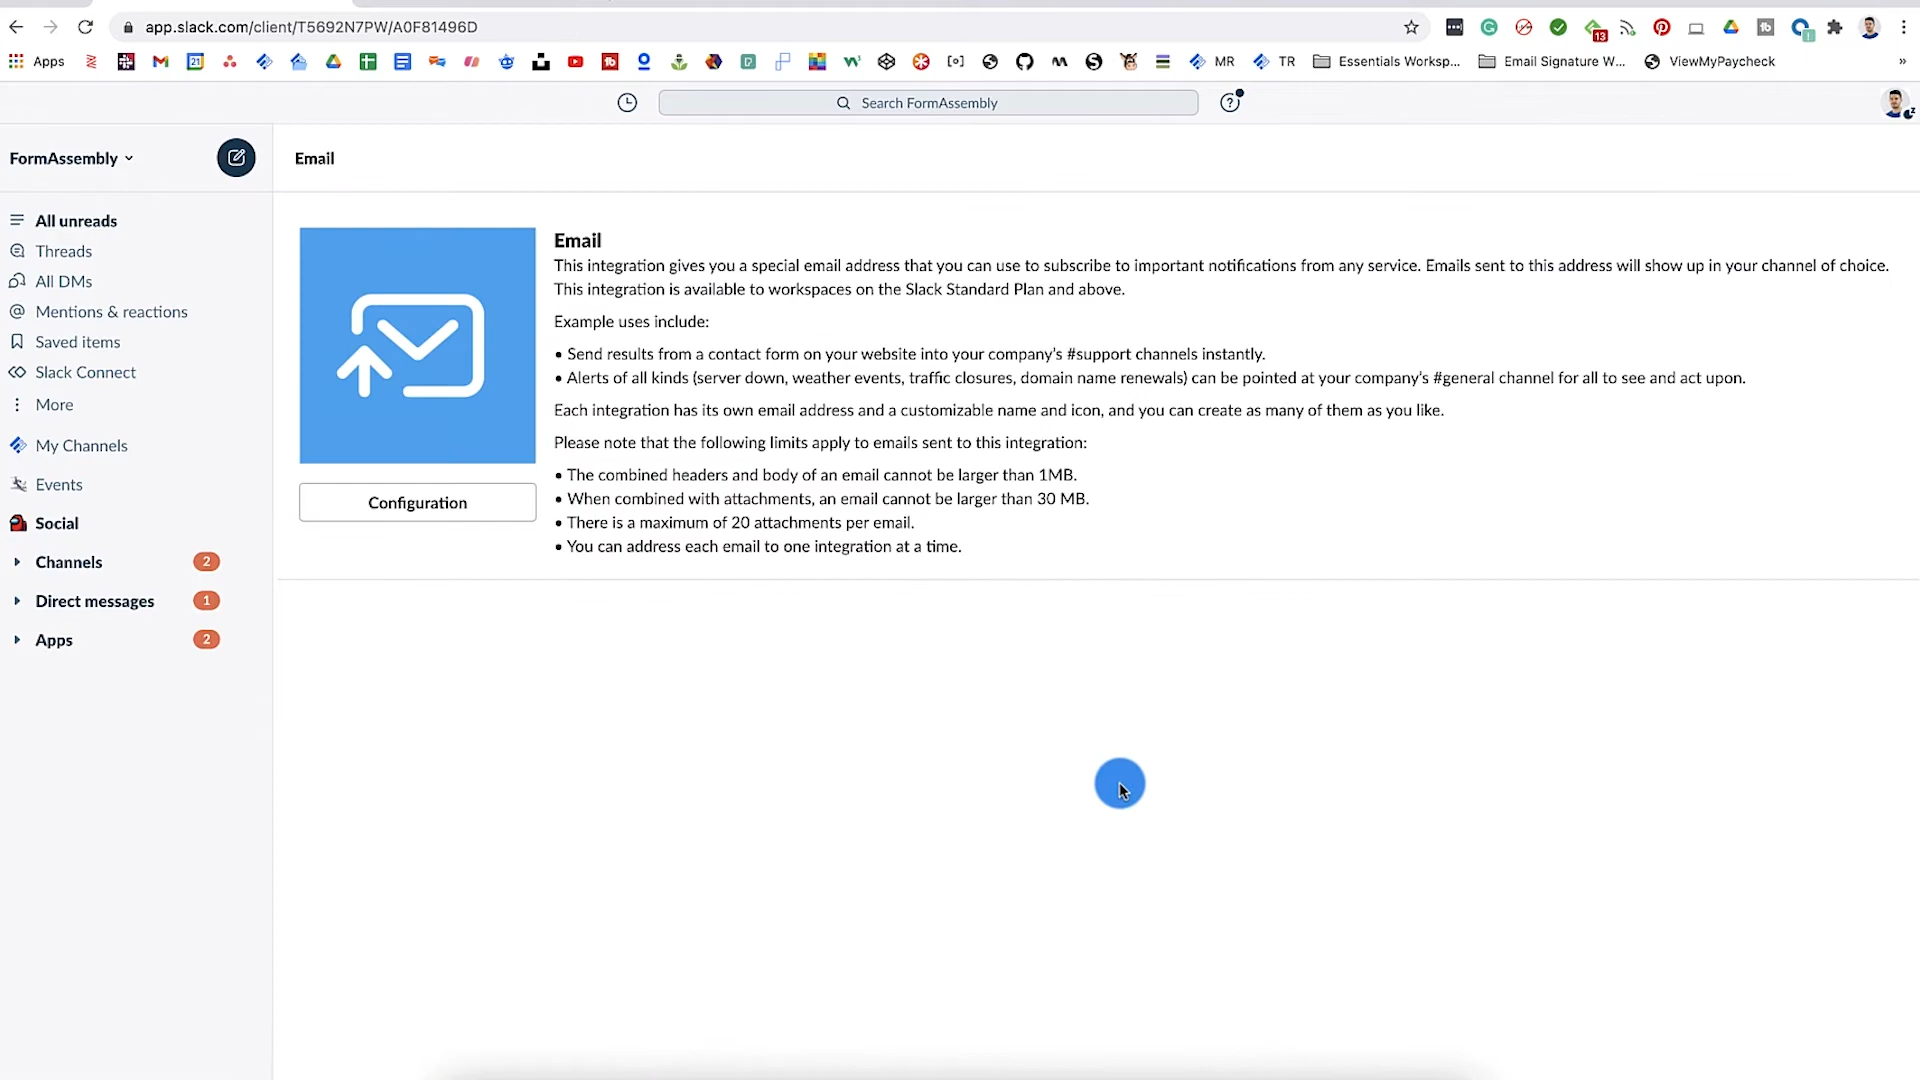 app.slack.com/client/T5692N7PW/A0F81496D
13
Apps
21
MR
TR
Essentials Worksp...
Email Signature W...
ViewMyPaycheck
»
Search FormAssembly
FormAssembly
Email
All unreads
Threads
All DMs
Mentions & reactions
Saved items
Slack Connect
More
My Channels
Events
Social
Channels 2
Direct messages 1
Apps 2
Configuration
Email
This integration gives you a special email address that you can use to subscribe to important notifications from any service. Emails sent to this address will show up in your channel of choice.
This integration is available to workspaces on the Slack Standard Plan and above.
Example uses include:
• Send results from a contact form on your website into your company's #support channels instantly.
• Alerts of all kinds (server down, weather events, traffic closures, domain name renewals) can be pointed at your company's #general channel for all to see and act upon.
Each integration has its own email address and a customizable name and icon, and you can create as many of them as you like.
Please note that the following limits apply to emails sent to this integration:
• The combined headers and body of an email cannot be larger than 1MB.
• When combined with attachments, an email cannot be larger than 30 MB.
• There is a maximum of 20 attachments per email.
• You can address each email to one integration at a time.